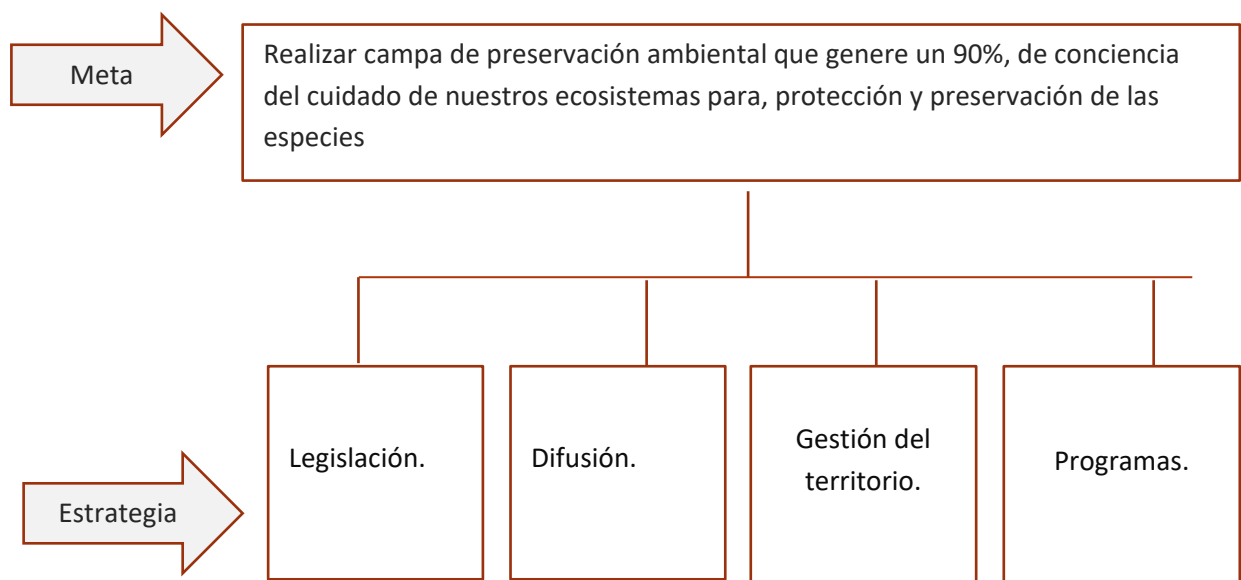 Meta
Realizar campa de preservación ambiental que genere un 90%, de conciencia
del cuidado de nuestros ecosistemas para, protección y preservación de las
especies
Legislación.
Difusión.
Gestión del
territorio.
Programas.
Estrategia